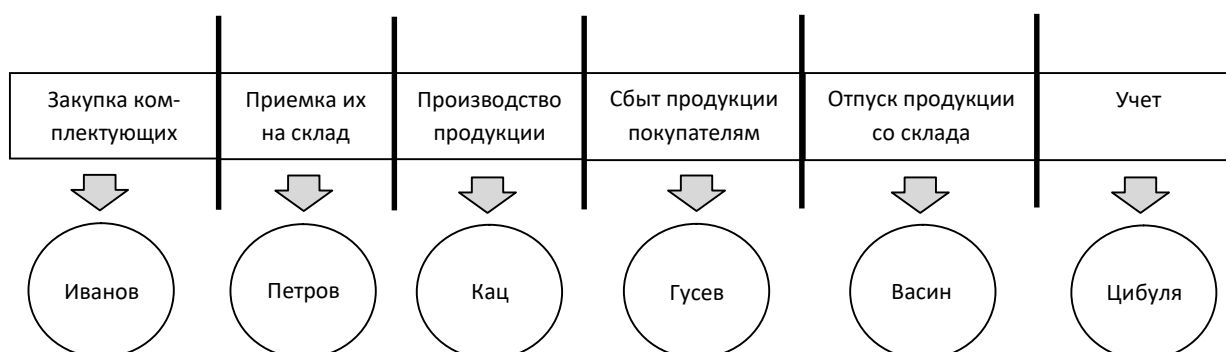 Закупка ком-
плектующих
Приемка их
на склад
Производство
продукции
Сбыт продукции
покупателям
Отпуск продукции
со склада
Учет
Иванов
Петров
Кац
Гусев
Васин
Цибуля